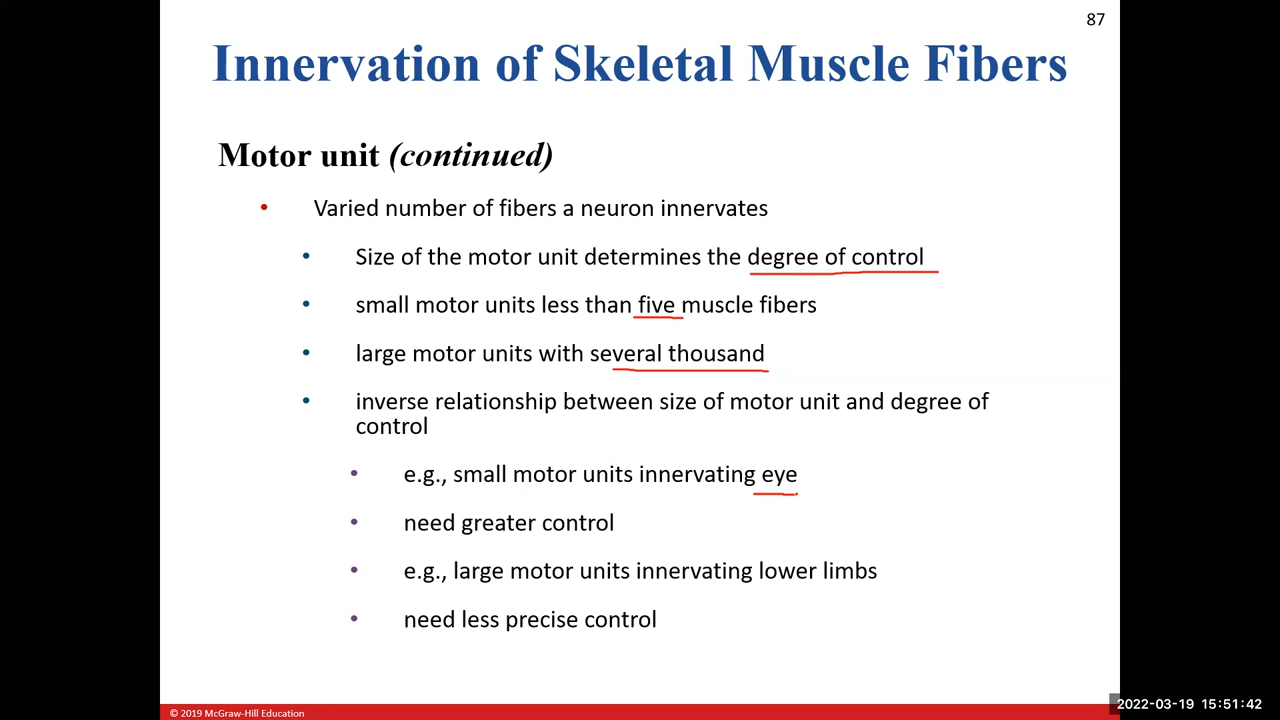 87
Innervation of Skeletal Muscle Fibers
Motor unit (continued)
• Varied number of fibers a neuron innervates
• Size of the motor unit determines the degree of control
• small motor units less than five muscle fibers
• large motor units with several thousand
• inverse relationship between size of motor unit and degree of
control
• e.g., small motor units innervating eye
• need greater control
• e.g., large motor units innervating lower limbs
• need less precise control
© 2019 McGraw-Hill Education
2022-03-19 15:51:42